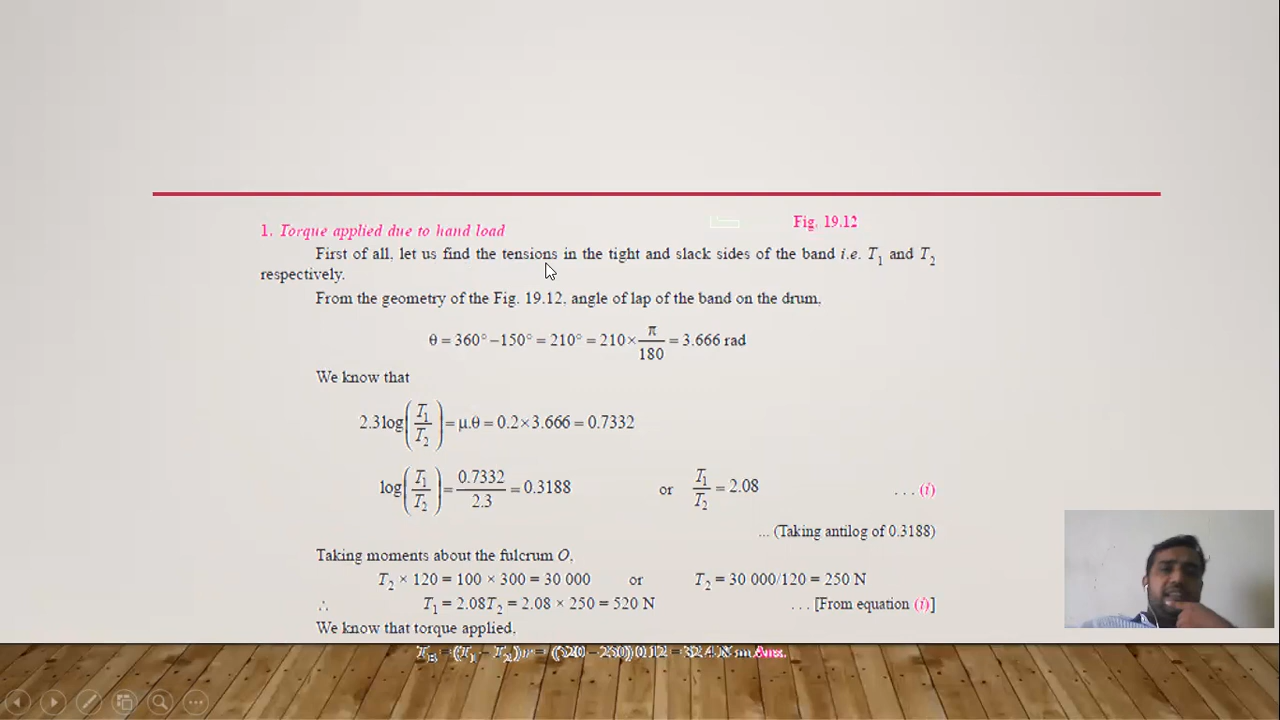 1. Torque applied due to hand load
Fig. 19.12
First of all, let us find the tensions in the tight and slack sides of the band i.e. T₁ and T₂
respectively.
From the geometry of the Fig. 19.12, angle of lap of the band on the drum,
θ = 360° – 150° = 210° = 210 × π/180 = 3.666 rad
We know that
2.3 log (T₁/T₂) = μ.θ = 0.2 × 3.666 = 0.7332
log (T₁/T₂) = 0.7332/2.3 = 0.3188 or T₁/T₂ = 2.08 . . . (i)
... (Taking antilog of 0.3188)
Taking moments about the fulcrum O,
T₂ × 120 = 100 × 300 = 30 000 or T₂ = 30 000/120 = 250 N
∴ T₁ = 2.08T₂ = 2.08 × 250 = 520 N . . . [From equation (i)]
We know that torque applied,
Ans.